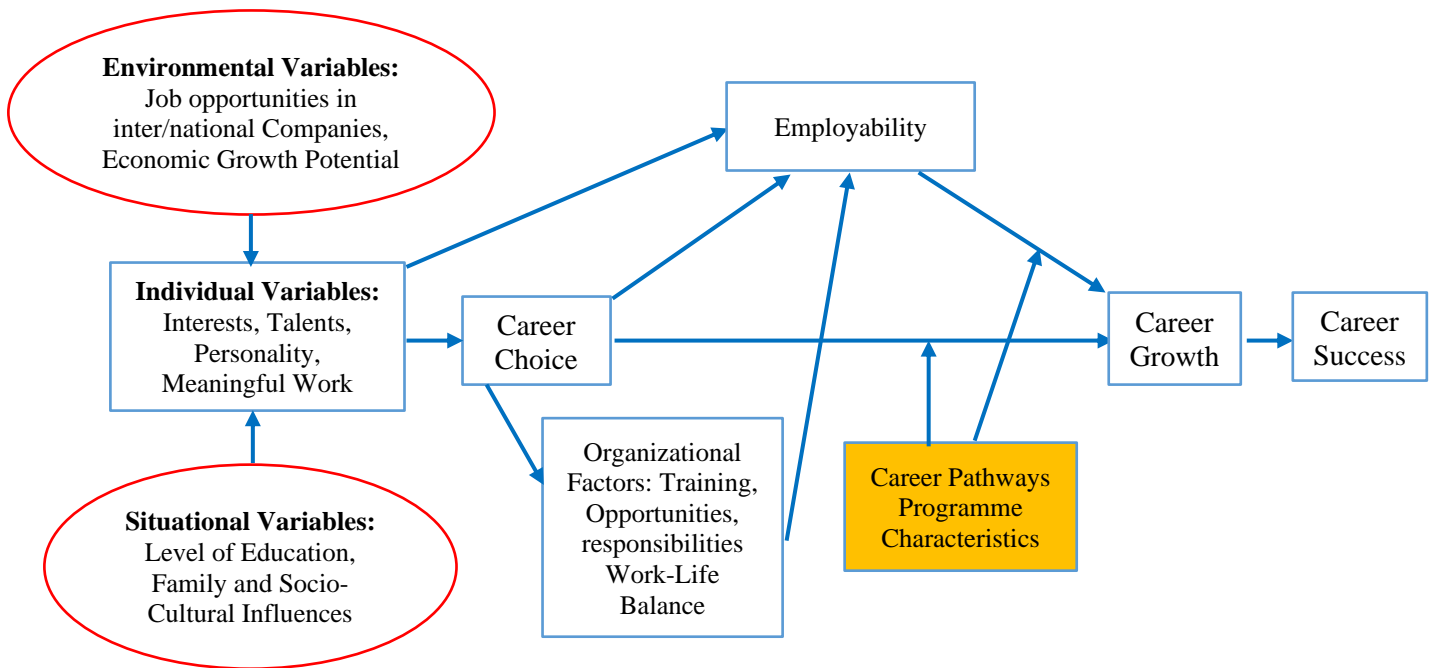 Environmental Variables:
Job opportunities in
inter/national Companies,
Economic Growth Potential
Employability
Individual Variables:
Interests, Talents,
Personality,
Meaningful Work
Career
Choice
Career
Growth
Career
Success
Organizational
Factors: Training,
Opportunities,
responsibilities
Work-Life
Balance
Career Pathways
Programme
Characteristics
Situational Variables:
Level of Education,
Family and Socio-
Cultural Influences